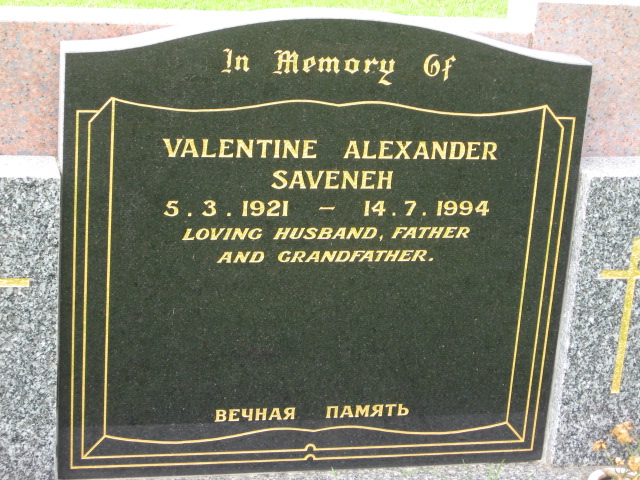 In Memory Of
VALENTINE ALEXANDER
SAVENEH
5.3.1921 - 14.7.1994
LOVING HUSBAND, FATHER
AND GRANDFATHER.
ВЕЧНАЯ ПАМЯТЬ